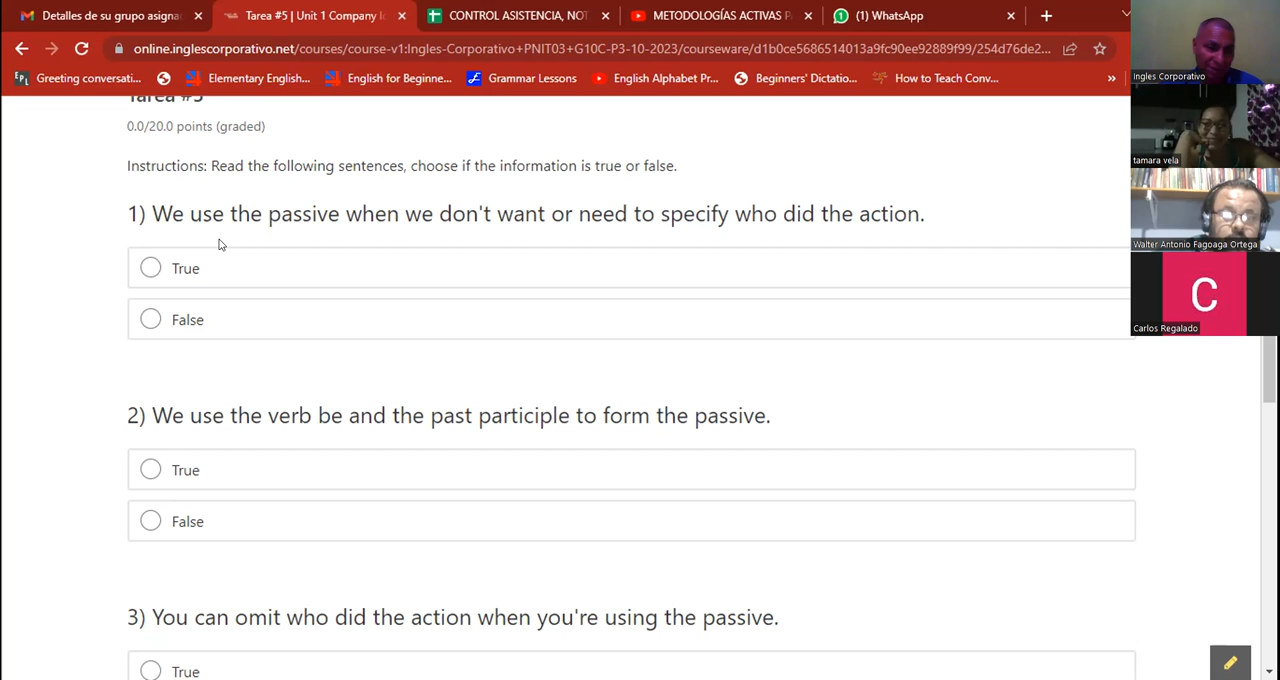 Detalles de su grupo asigna
Tarea #5 | Unit 1 Company I
CONTROL ASISTENCIA, NOT
METODOLOGÍAS ACTIVAS P
(1) WhatsApp
online.inglescorporativo.net/courses/course-v1:Ingles-Corporativo+PNIT03+G10C-P3-10-2023/courseware/d1b0ce5686514013a9fc90ee92889f99/254d76de2...
Greeting conversati...
Elementary English...
English for Beginne...
Grammar Lessons
English Alphabet Pr...
Beginners' Dictatio...
How to Teach Conv...
»
Ingles Corporativo
tamara vela
Walter Antonio Fagoaga Ortega
C
Carlos Regalado
Tarea #5
0.0/20.0 points (graded)
Instructions: Read the following sentences, choose if the information is true or false.
1) We use the passive when we don't want or need to specify who did the action.
True
False
2) We use the verb be and the past participle to form the passive.
True
False
3) You can omit who did the action when you're using the passive.
True